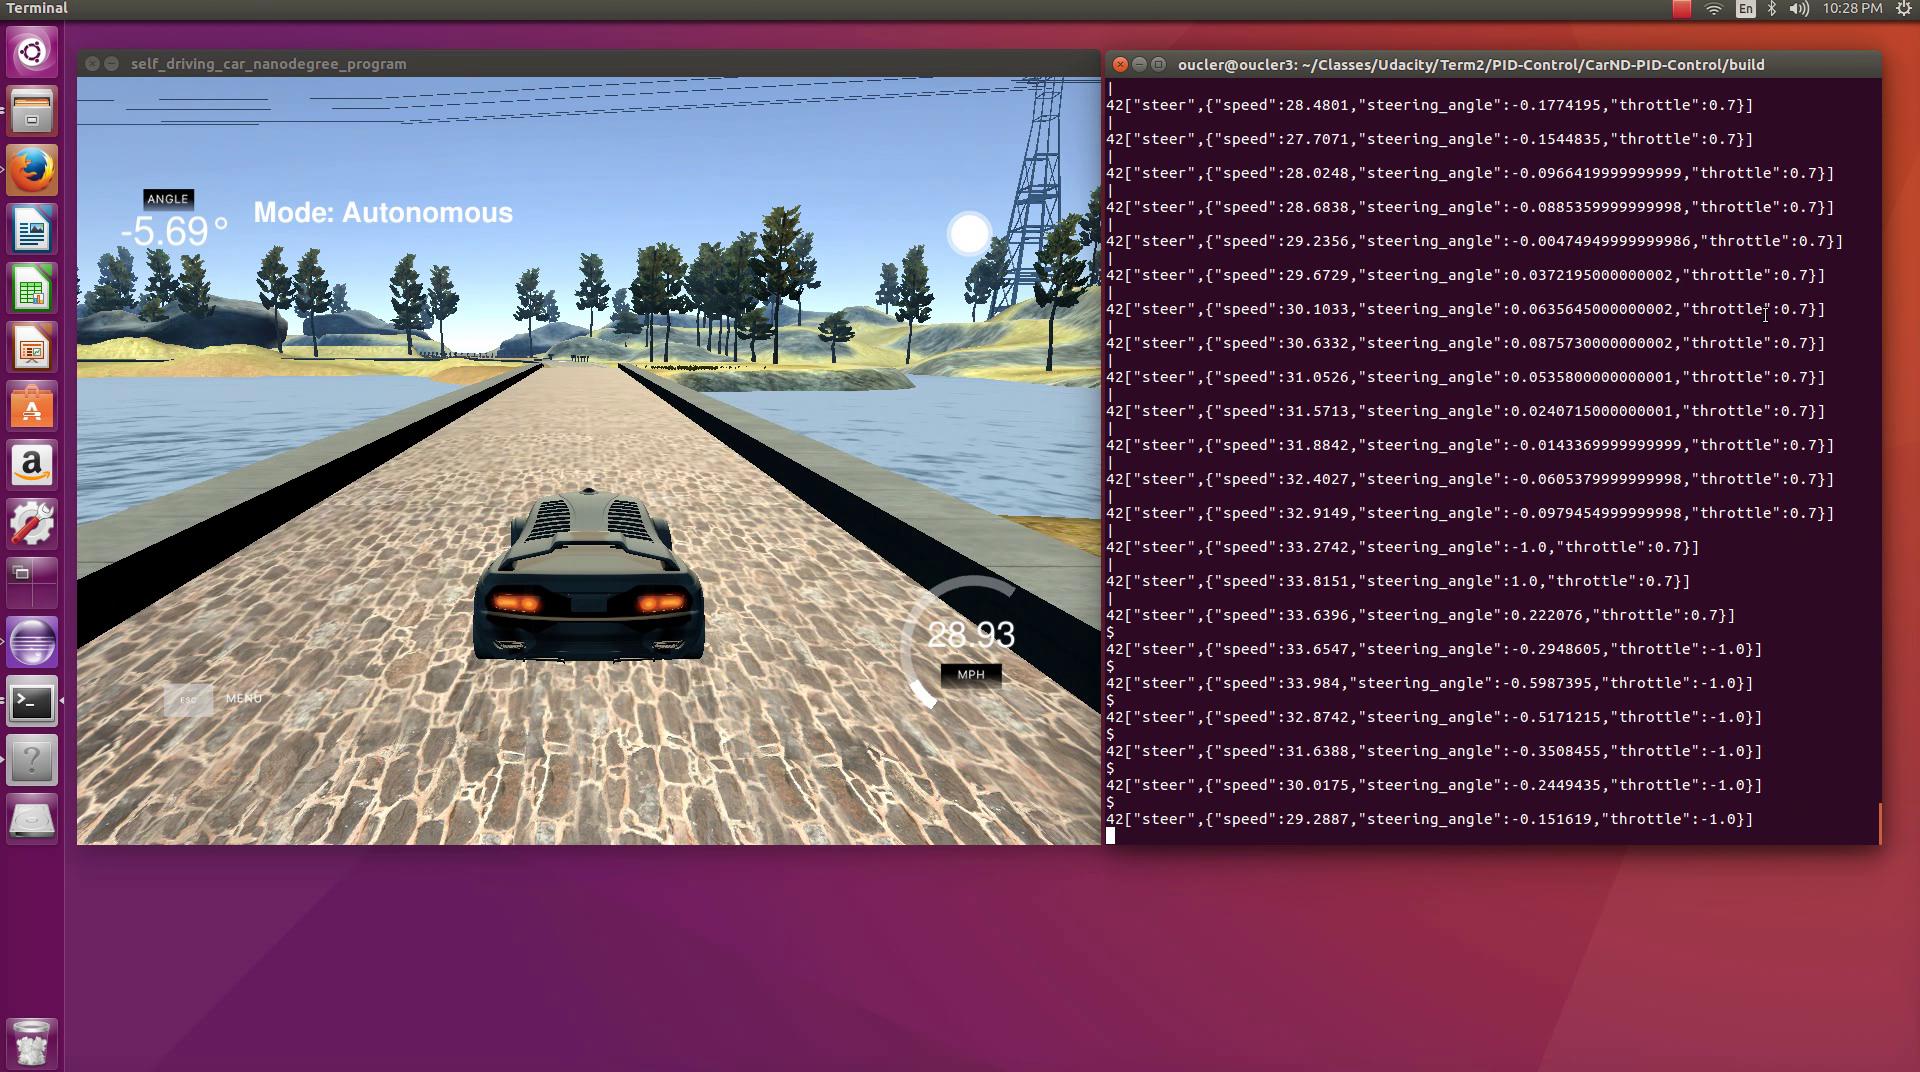 Terminal
En
10:28 PM
self_driving_car_nanodegree_program
ANGLE
-5.69°
Mode: Autonomous
28.93
MPH
ESC
MENU
a
?
oucler@oucler3: ~/Classes/Udacity/Term2/PID-Control/CarND-PID-Control/build
|
42["steer",{"speed":28.4801,"steering_angle":-0.1774195,"throttle":0.7}]
|
42["steer",{"speed":27.7071,"steering_angle":-0.1544835,"throttle":0.7}]
|
42["steer",{"speed":28.0248,"steering_angle":-0.0966419999999999,"throttle":0.7}]
|
42["steer",{"speed":28.6838,"steering_angle":-0.0885359999999998,"throttle":0.7}]
|
42["steer",{"speed":29.2356,"steering_angle":-0.00474949999999986,"throttle":0.7}]
|
42["steer",{"speed":29.6729,"steering_angle":0.0372195000000002,"throttle":0.7}]
|
42["steer",{"speed":30.1033,"steering_angle":0.0635645000000002,"throttle":0.7}]
|
42["steer",{"speed":30.6332,"steering_angle":0.0875730000000002,"throttle":0.7}]
|
42["steer",{"speed":31.0526,"steering_angle":0.0535800000000001,"throttle":0.7}]
|
42["steer",{"speed":31.5713,"steering_angle":0.0240715000000001,"throttle":0.7}]
|
42["steer",{"speed":31.8842,"steering_angle":-0.0143369999999999,"throttle":0.7}]
|
42["steer",{"speed":32.4027,"steering_angle":-0.0605379999999998,"throttle":0.7}]
|
42["steer",{"speed":32.9149,"steering_angle":-0.0979454999999998,"throttle":0.7}]
|
42["steer",{"speed":33.2742,"steering_angle":-1.0,"throttle":0.7}]
|
42["steer",{"speed":33.8151,"steering_angle":1.0,"throttle":0.7}]
|
42["steer",{"speed":33.6396,"steering_angle":0.222076,"throttle":0.7}]
$
42["steer",{"speed":33.6547,"steering_angle":-0.2948605,"throttle":-1.0}]
$
42["steer",{"speed":33.984,"steering_angle":-0.5987395,"throttle":-1.0}]
$
42["steer",{"speed":32.8742,"steering_angle":-0.5171215,"throttle":-1.0}]
$
42["steer",{"speed":31.6388,"steering_angle":-0.3508455,"throttle":-1.0}]
$
42["steer",{"speed":30.0175,"steering_angle":-0.2449435,"throttle":-1.0}]
$
42["steer",{"speed":29.2887,"steering_angle":-0.151619,"throttle":-1.0}]